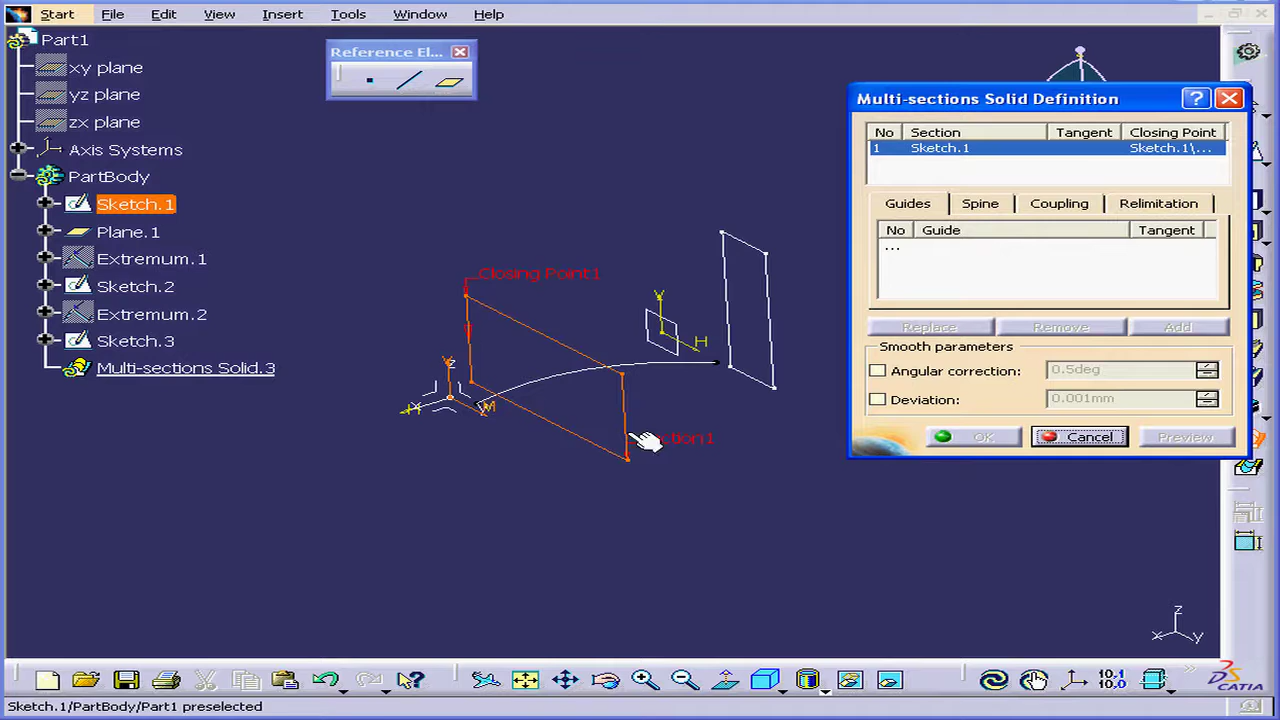 Start File Edit View Insert Tools Window Help
Part1
xy plane
yz plane
zx plane
Axis Systems
PartBody
Sketch.1
Plane.1
Extremum.1
Sketch.2
Extremum.2
Sketch.3
Multi-sections Solid.3
Reference El...
Closing Point1
Y
H
z
H
Multi-sections Solid Definition
No Section Tangent Closing Point
1 Sketch.1 Sketch.1\...
Guides Spine Coupling Relimitation
No Guide Tangent
...
Replace Remove Add
Smooth parameters
Angular correction: 0.5deg
Deviation: 0.001mm
OK Cancel Preview
z
x
y
10:1
10.0
CATIA
Sketch.1/PartBody/Part1 preselected